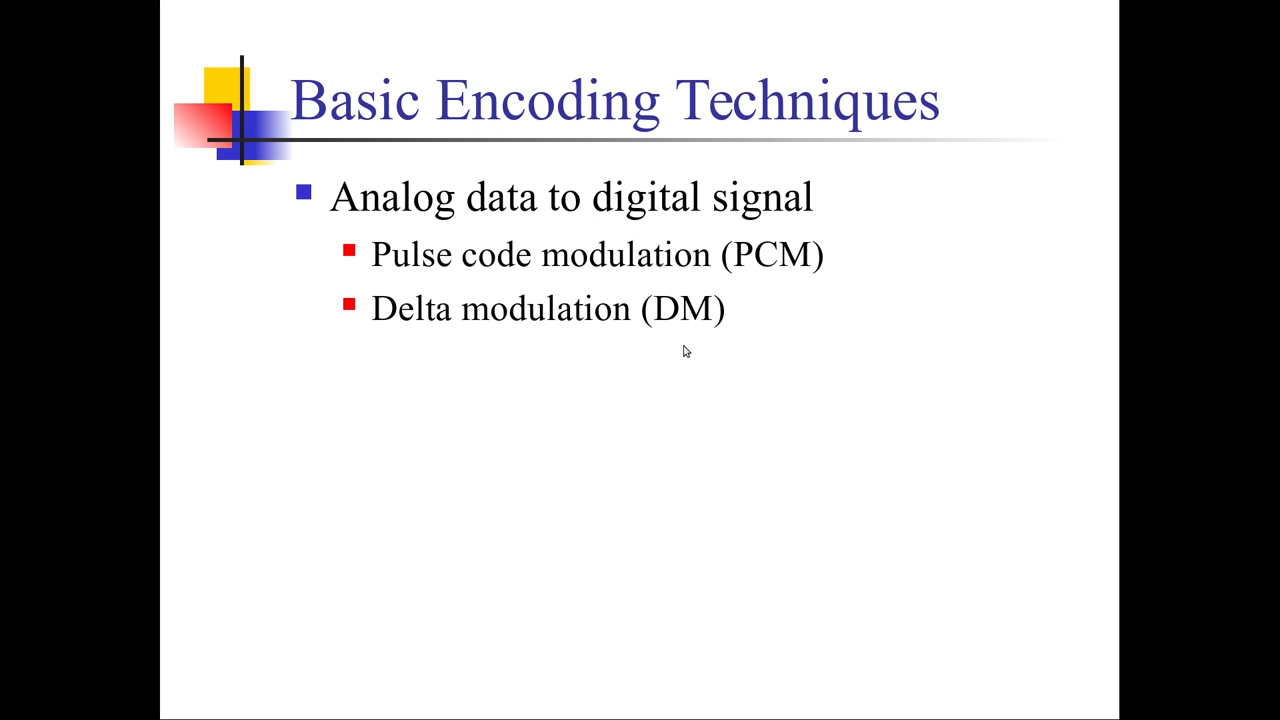 Basic Encoding Techniques
Analog data to digital signal
Pulse code modulation (PCM)
Delta modulation (DM)